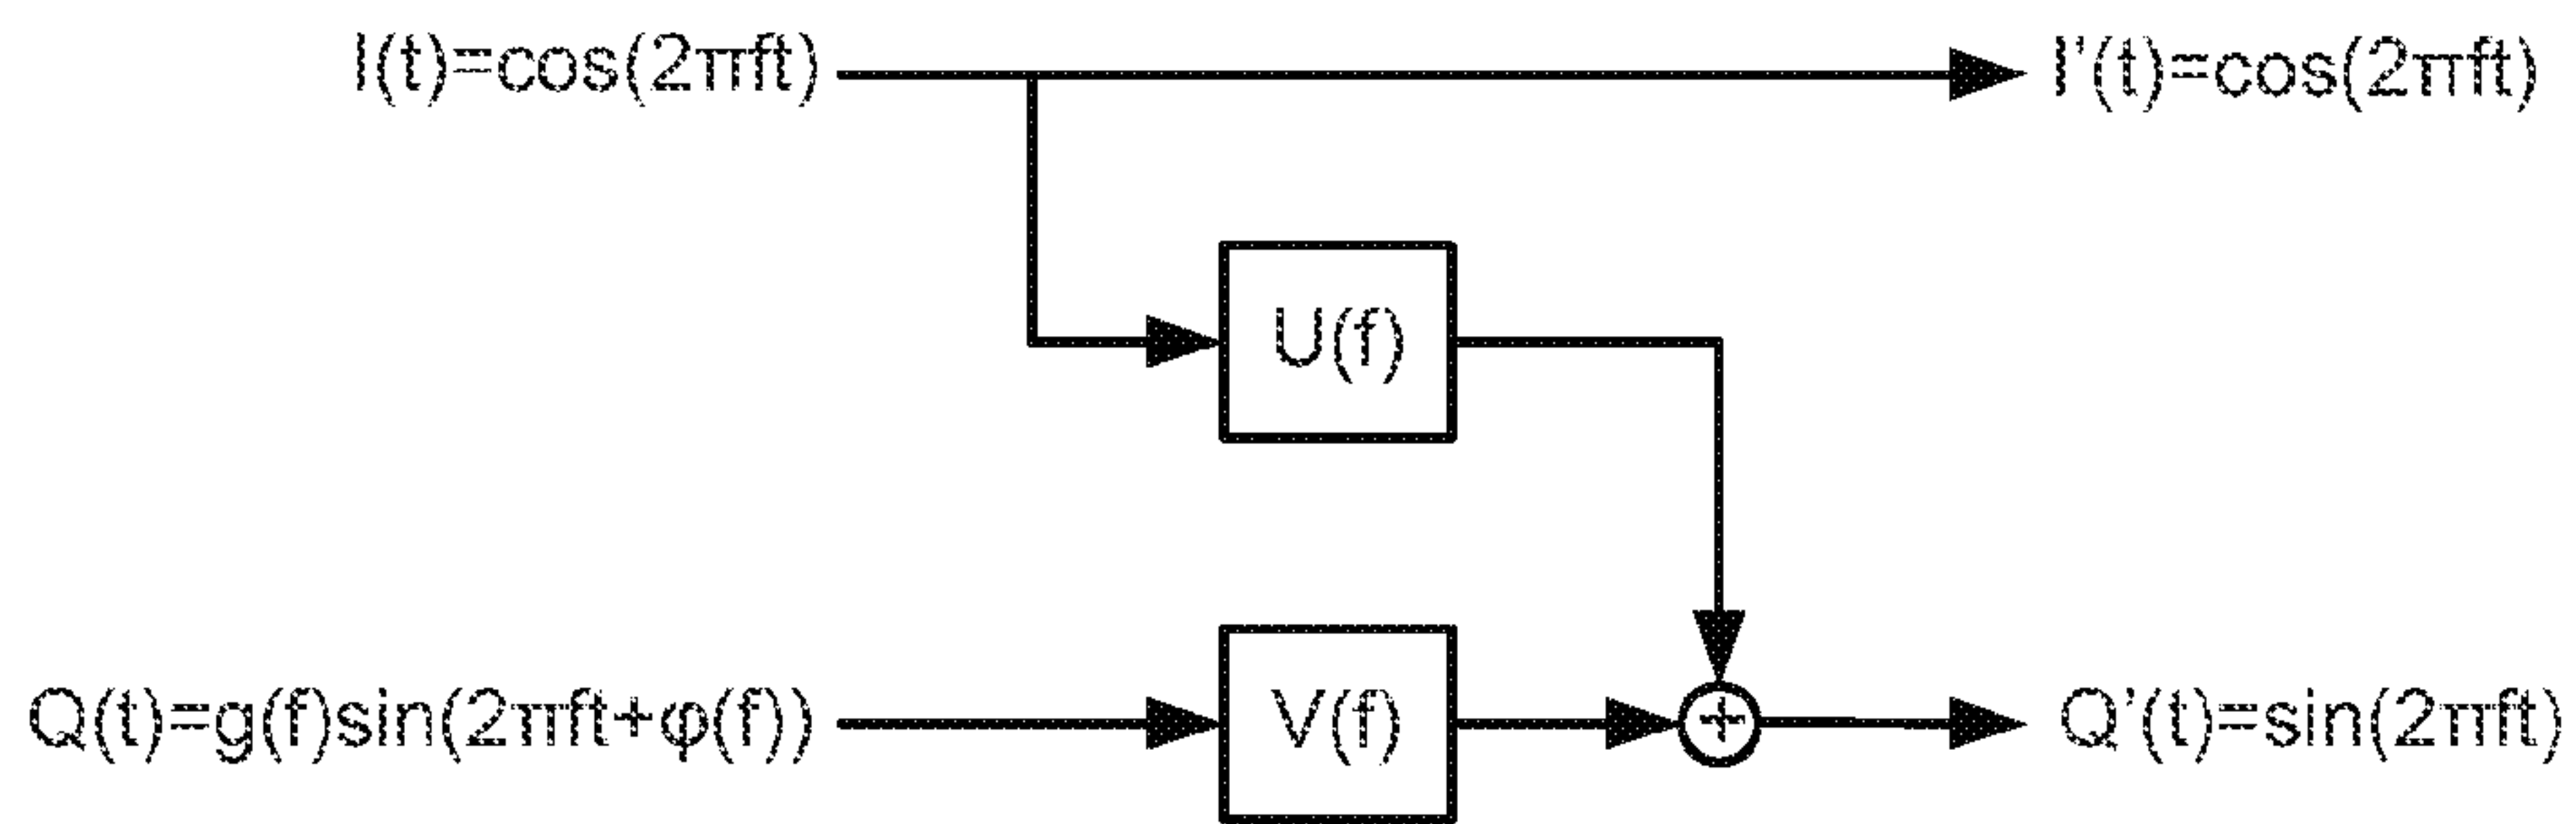 I(t)=cos(2πft)
I'(t)=cos(2πft)
U(f)
Q(t)=g(f)sin(2πft+φ(f))
V(f)
+
Q'(t)=sin(2πft)